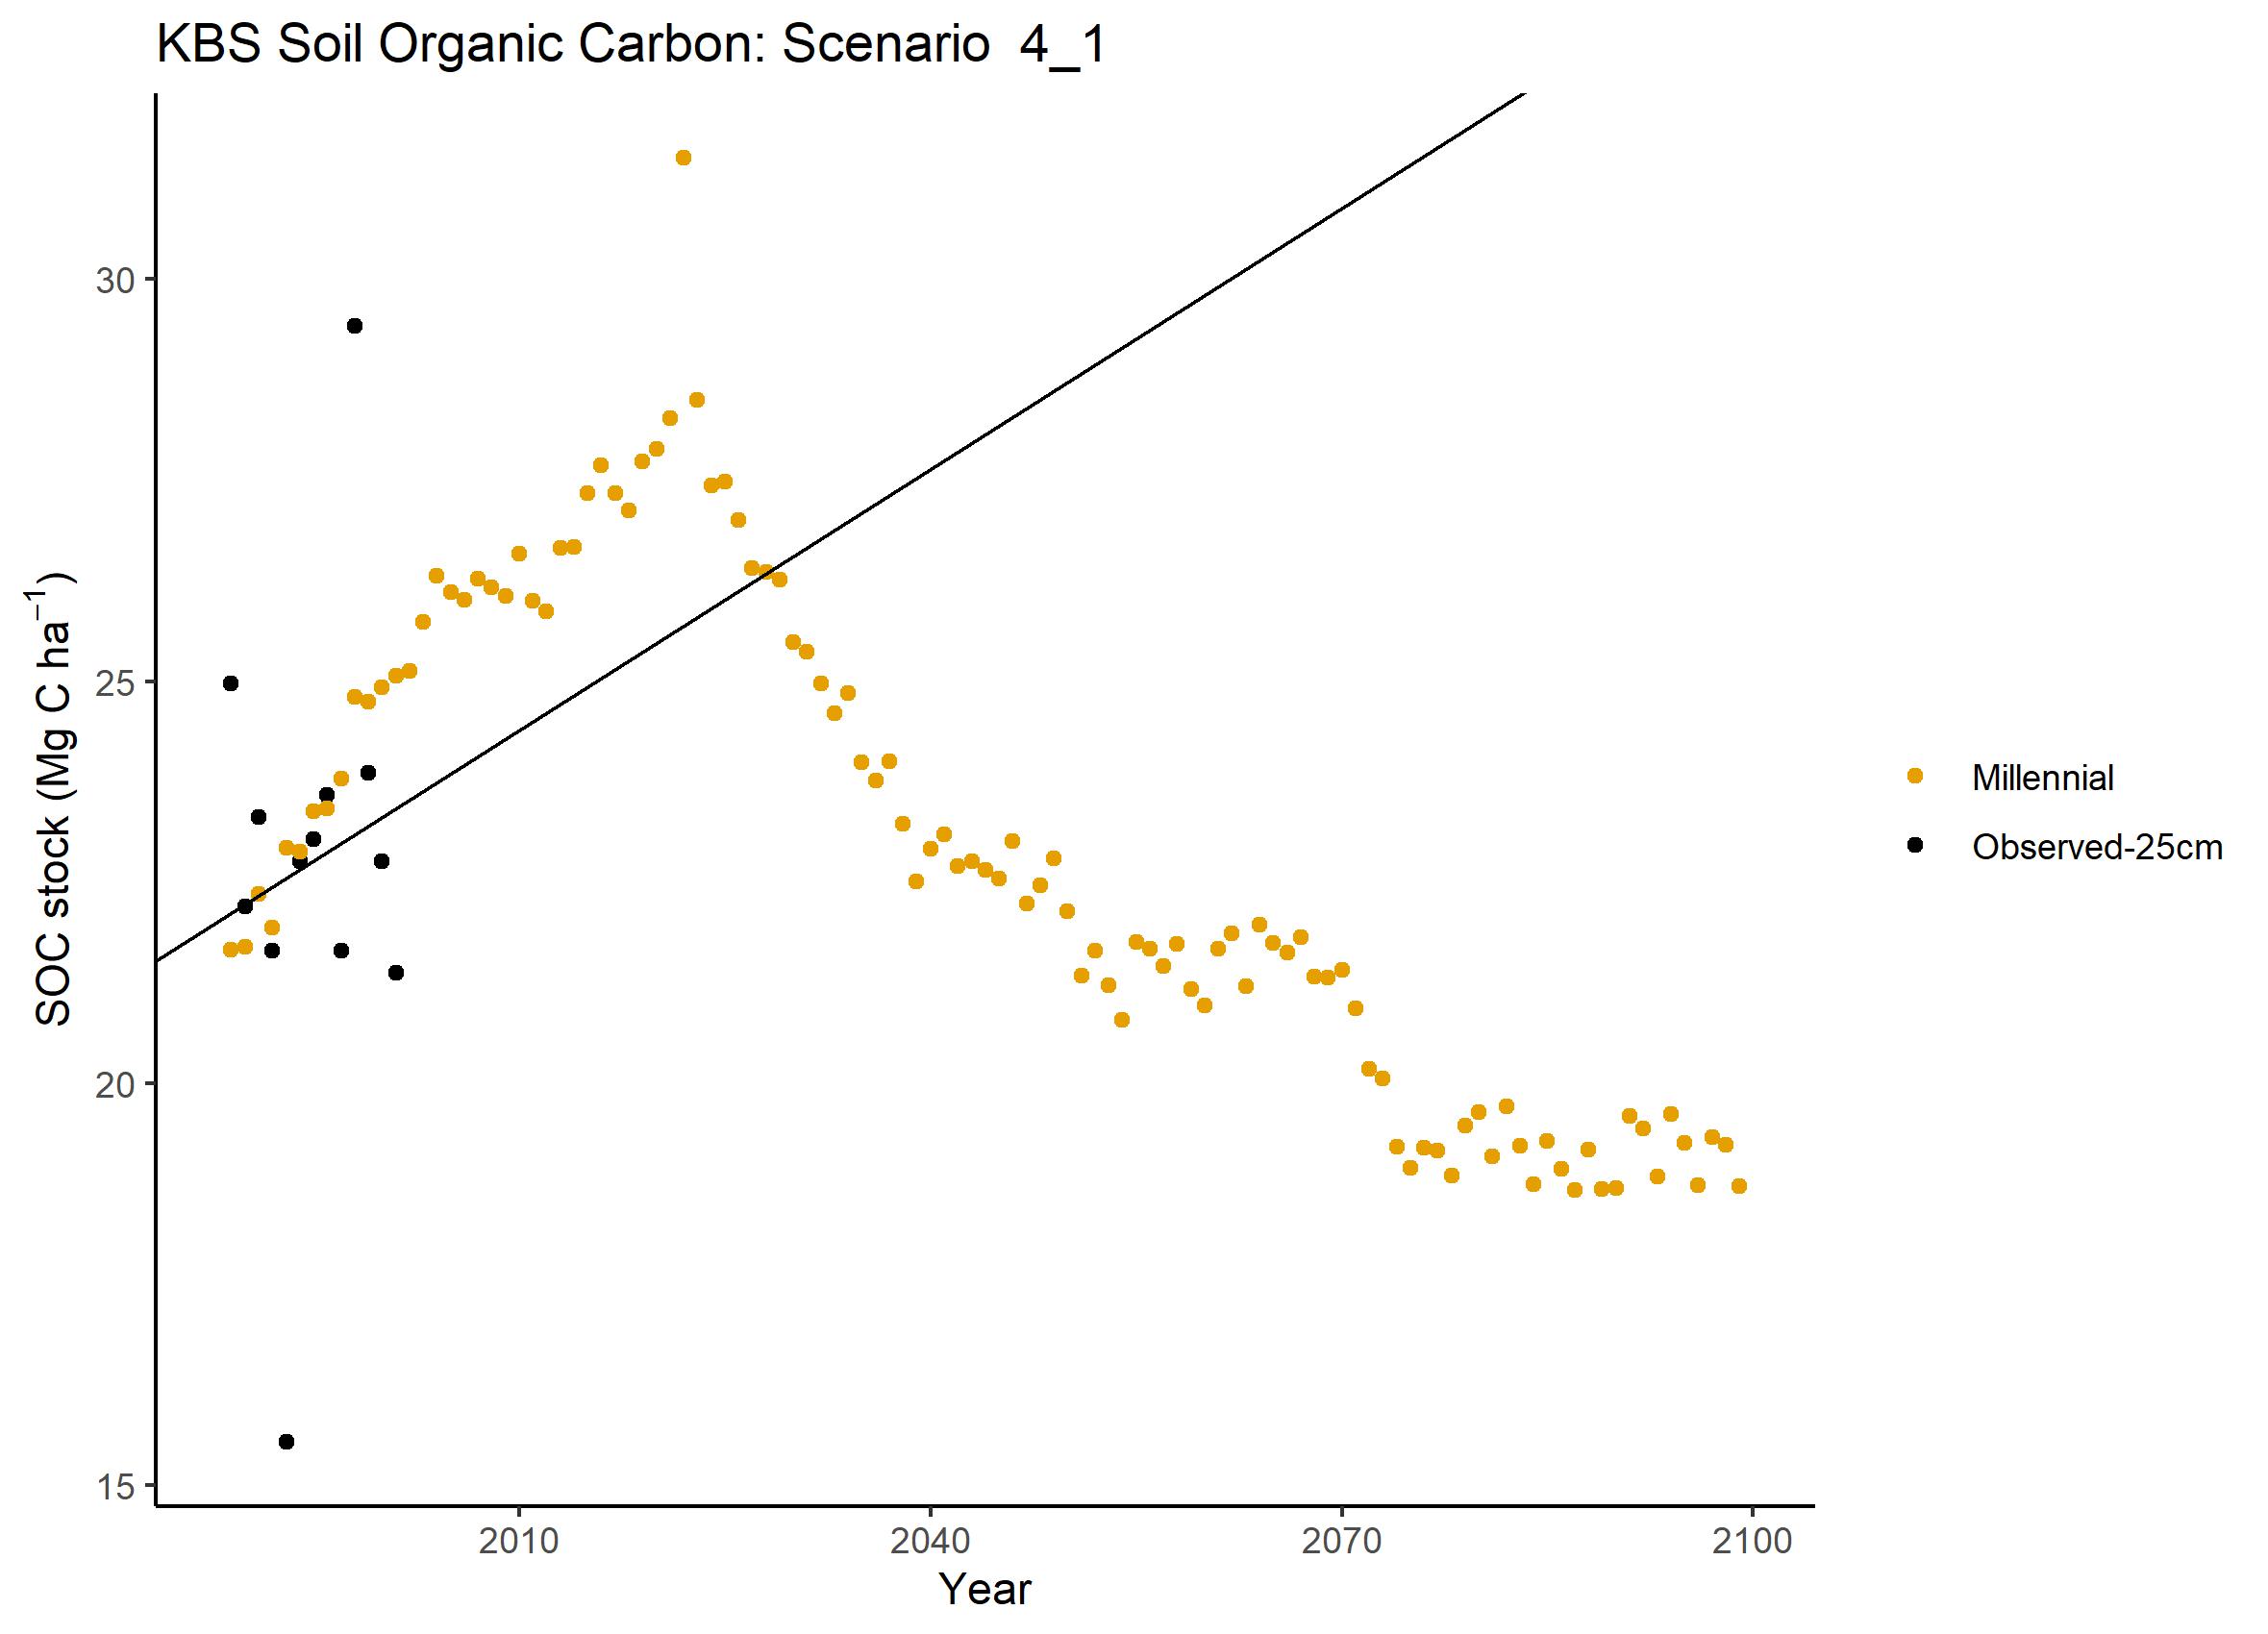 KBS Soil Organic Carbon: Scenario  4_1
SOC stock (Mg C ha⁻¹)
30
25
20
15
2010
2040
2070
2100
Year
Millennial
Observed-25cm